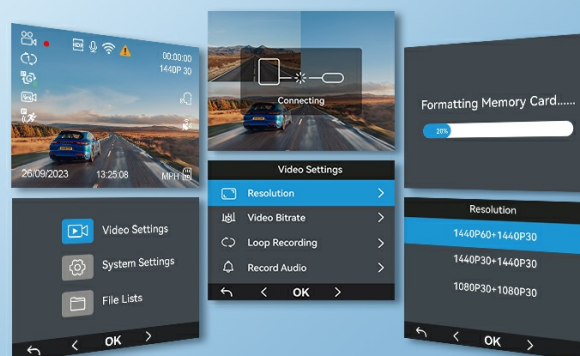 HDR
00:00:00
1440P 30
26/09/2023
13:25:08
MPH
Connecting
Formatting Memory Card......
20%
Video Settings
System Settings
File Lists
OK
Video Settings
Resolution
Video Bitrate
Loop Recording
Record Audio
OK
Resolution
1440P60+1440P30
1440P30+1440P30
1080P30+1080P30
OK